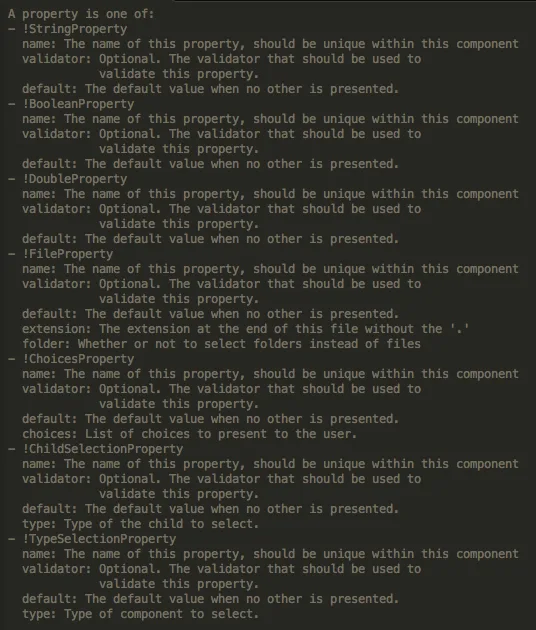 A property is one of:
- !StringProperty
name: The name of this property, should be unique within this component
validator: Optional. The validator that should be used to
validate this property.
default: The default value when no other is presented.
- !BooleanProperty
name: The name of this property, should be unique within this component
validator: Optional. The validator that should be used to
validate this property.
default: The default value when no other is presented.
- !DoubleProperty
name: The name of this property, should be unique within this component
validator: Optional. The validator that should be used to
validate this property.
default: The default value when no other is presented.
- !FileProperty
name: The name of this property, should be unique within this component
validator: Optional. The validator that should be used to
validate this property.
default: The default value when no other is presented.
extension: The extension at the end of this file without the '.'
folder: Whether or not to select folders instead of files
- !ChoicesProperty
name: The name of this property, should be unique within this component
validator: Optional. The validator that should be used to
validate this property.
default: The default value when no other is presented.
choices: List of choices to present to the user.
- !ChildSelectionProperty
name: The name of this property, should be unique within this component
validator: Optional. The validator that should be used to
validate this property.
default: The default value when no other is presented.
type: Type of the child to select.
- !TypeSelectionProperty
name: The name of this property, should be unique within this component
validator: Optional. The validator that should be used to
validate this property.
default: The default value when no other is presented.
type: Type of component to select.